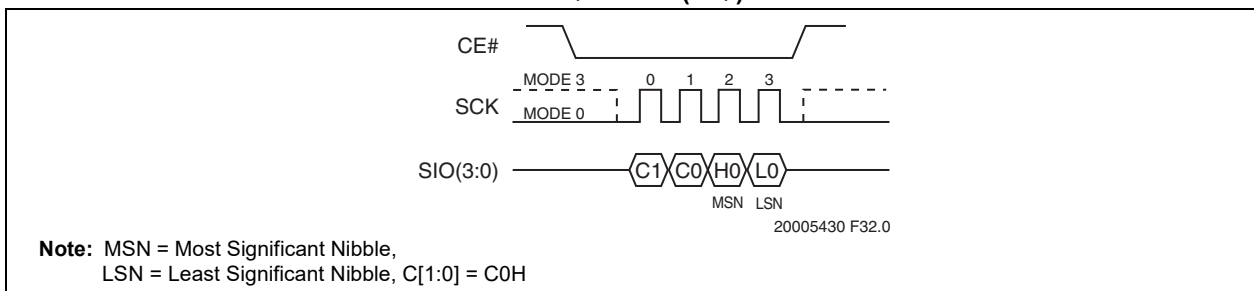 CE#
MODE 3 0 1 2 3
SCK
MODE 0
SIO(3:0) C1 C0 H0 L0
MSN LSN
20005430 F32.0
Note: MSN = Most Significant Nibble,
LSN = Least Significant Nibble, C[1:0] = C0H